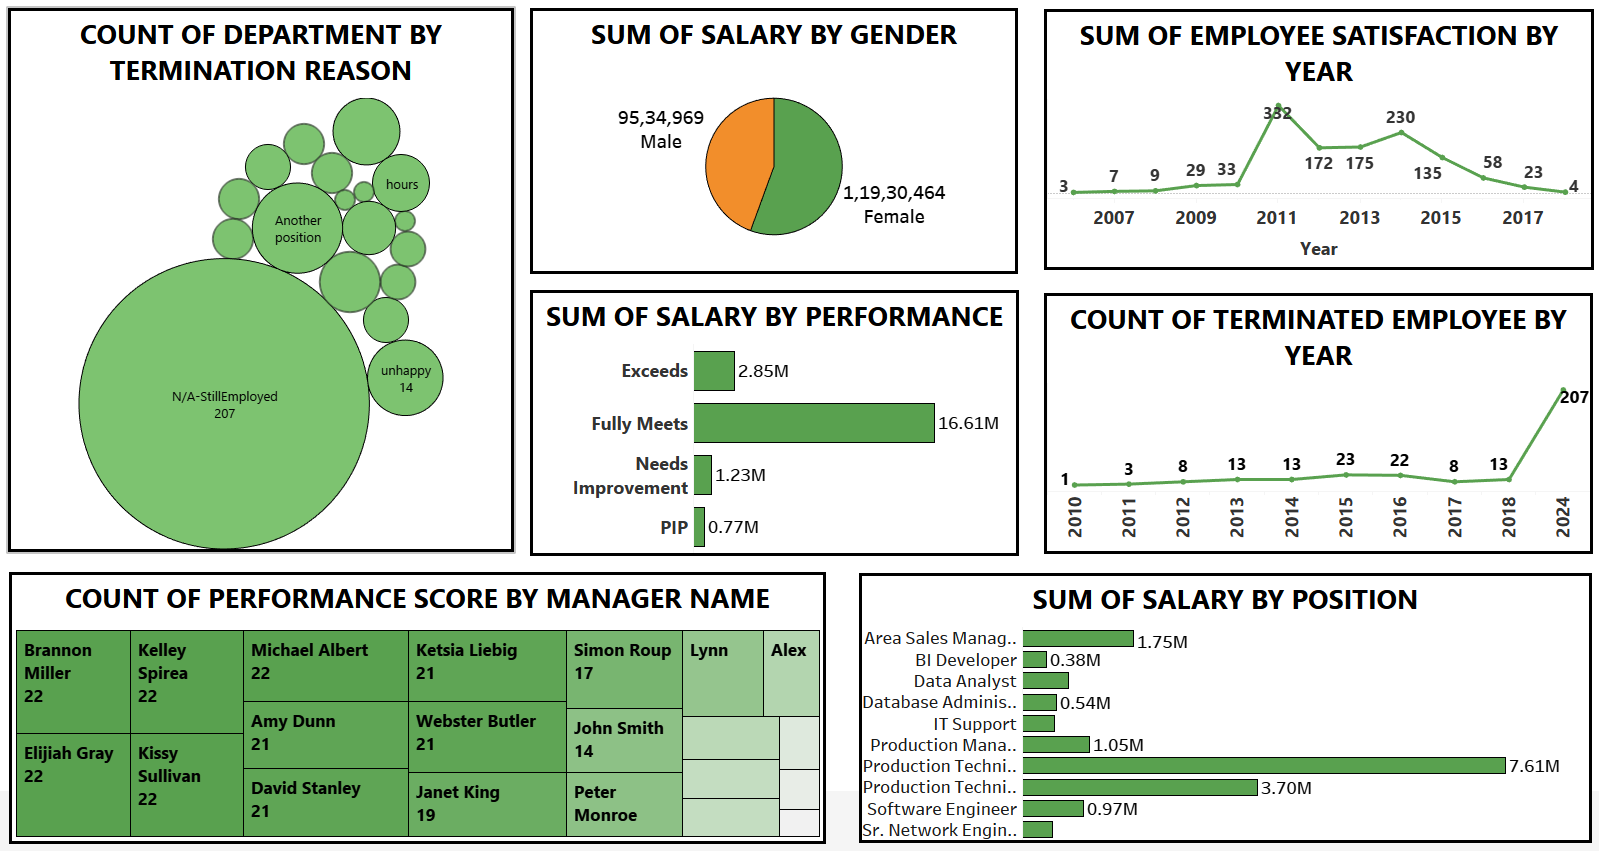 COUNT OF DEPARTMENT BY
TERMINATION REASON
hours
Another
position
N/A-StillEmployed
207
unhappy
14
SUM OF SALARY BY GENDER
95,34,969
Male
1,19,30,464
Female
SUM OF EMPLOYEE SATISFACTION BY
YEAR
3
7
9
29
33
332
172
175
230
135
58
23
4
2007
2009
2011
2013
2015
2017
Year
SUM OF SALARY BY PERFORMANCE
Exceeds
2.85M
Fully Meets
16.61M
Needs
Improvement
1.23M
PIP
0.77M
COUNT OF TERMINATED EMPLOYEE BY
YEAR
1
3
8
13
13
23
22
8
13
207
2010
2011
2012
2013
2014
2015
2016
2017
2018
2024
COUNT OF PERFORMANCE SCORE BY MANAGER NAME
Brannon
Miller
22
Elijiah Gray
22
Kelley
Spirea
22
Kissy
Sullivan
22
Michael Albert
22
Amy Dunn
21
David Stanley
21
Ketsia Liebig
21
Webster Butler
21
Janet King
19
Simon Roup
17
John Smith
14
Peter
Monroe
Lynn
Alex
SUM OF SALARY BY POSITION
Area Sales Manag..
1.75M
BI Developer
0.38M
Data Analyst
Database Adminis..
0.54M
IT Support
Production Mana..
1.05M
Production Techni..
7.61M
Production Techni..
3.70M
Software Engineer
0.97M
Sr. Network Engin..